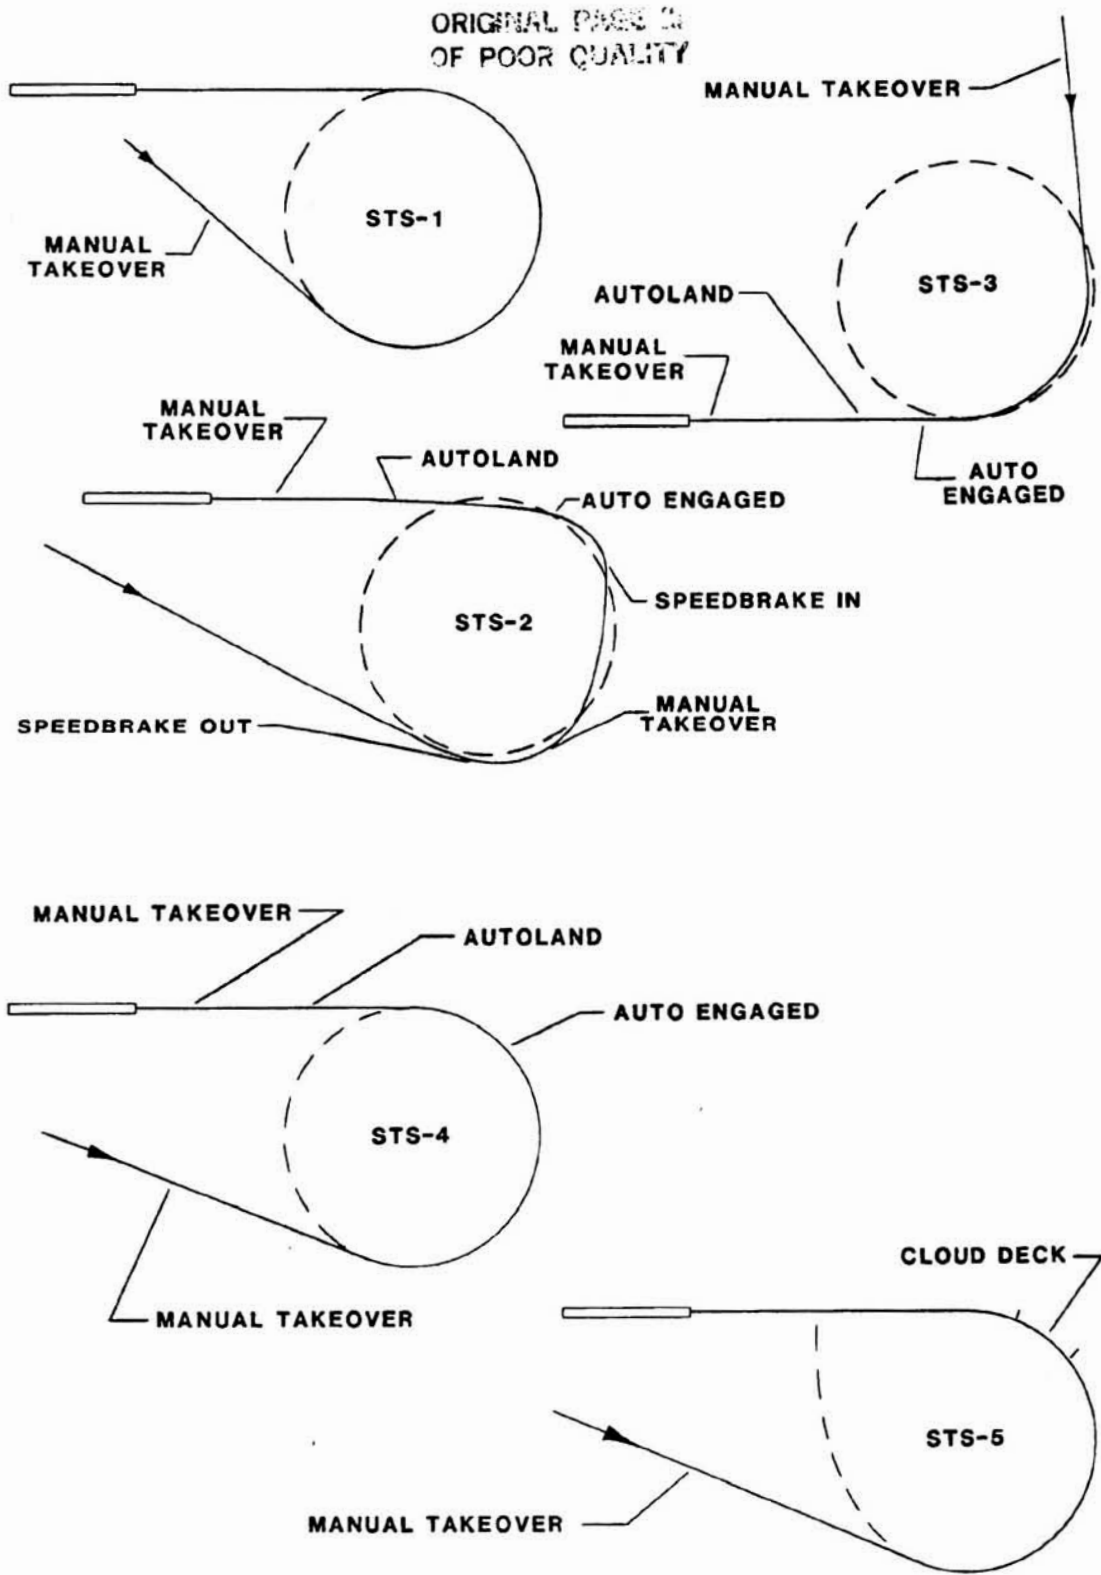 ORIGINAL PAGE IS
OF POOR QUALITY
MANUAL TAKEOVER
STS-1
MANUAL
TAKEOVER
STS-3
AUTOLAND
MANUAL
TAKEOVER
MANUAL
TAKEOVER
AUTOLAND
AUTO
ENGAGED
AUTO ENGAGED
SPEEDBRAKE IN
STS-2
SPEEDBRAKE OUT
MANUAL
TAKEOVER
MANUAL TAKEOVER
AUTOLAND
AUTO ENGAGED
STS-4
MANUAL TAKEOVER
CLOUD DECK
STS-5
MANUAL TAKEOVER